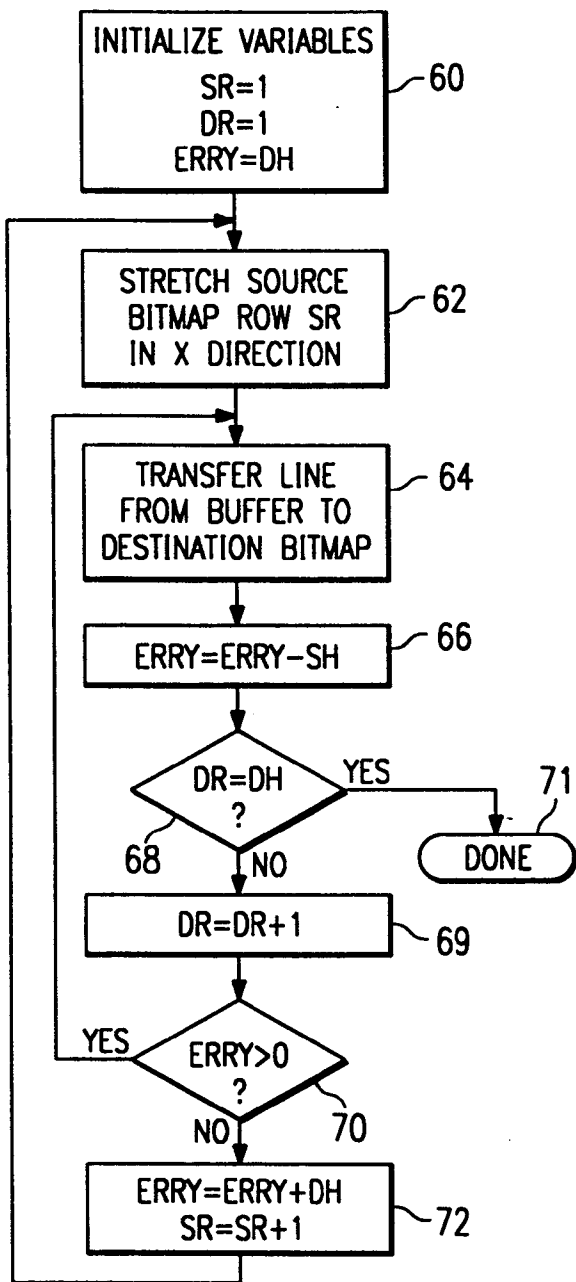 INITIALIZE VARIABLES
SR=1
DR=1
ERRY=DH
60
STRETCH SOURCE
BITMAP ROW SR
IN X DIRECTION
62
TRANSFER LINE
FROM BUFFER TO
DESTINATION BITMAP
64
ERRY=ERRY-SH
66
DR=DH
?
68
YES
71
DONE
NO
DR=DR+1
69
YES
ERRY>0
?
70
NO
ERRY=ERRY+DH
SR=SR+1
72